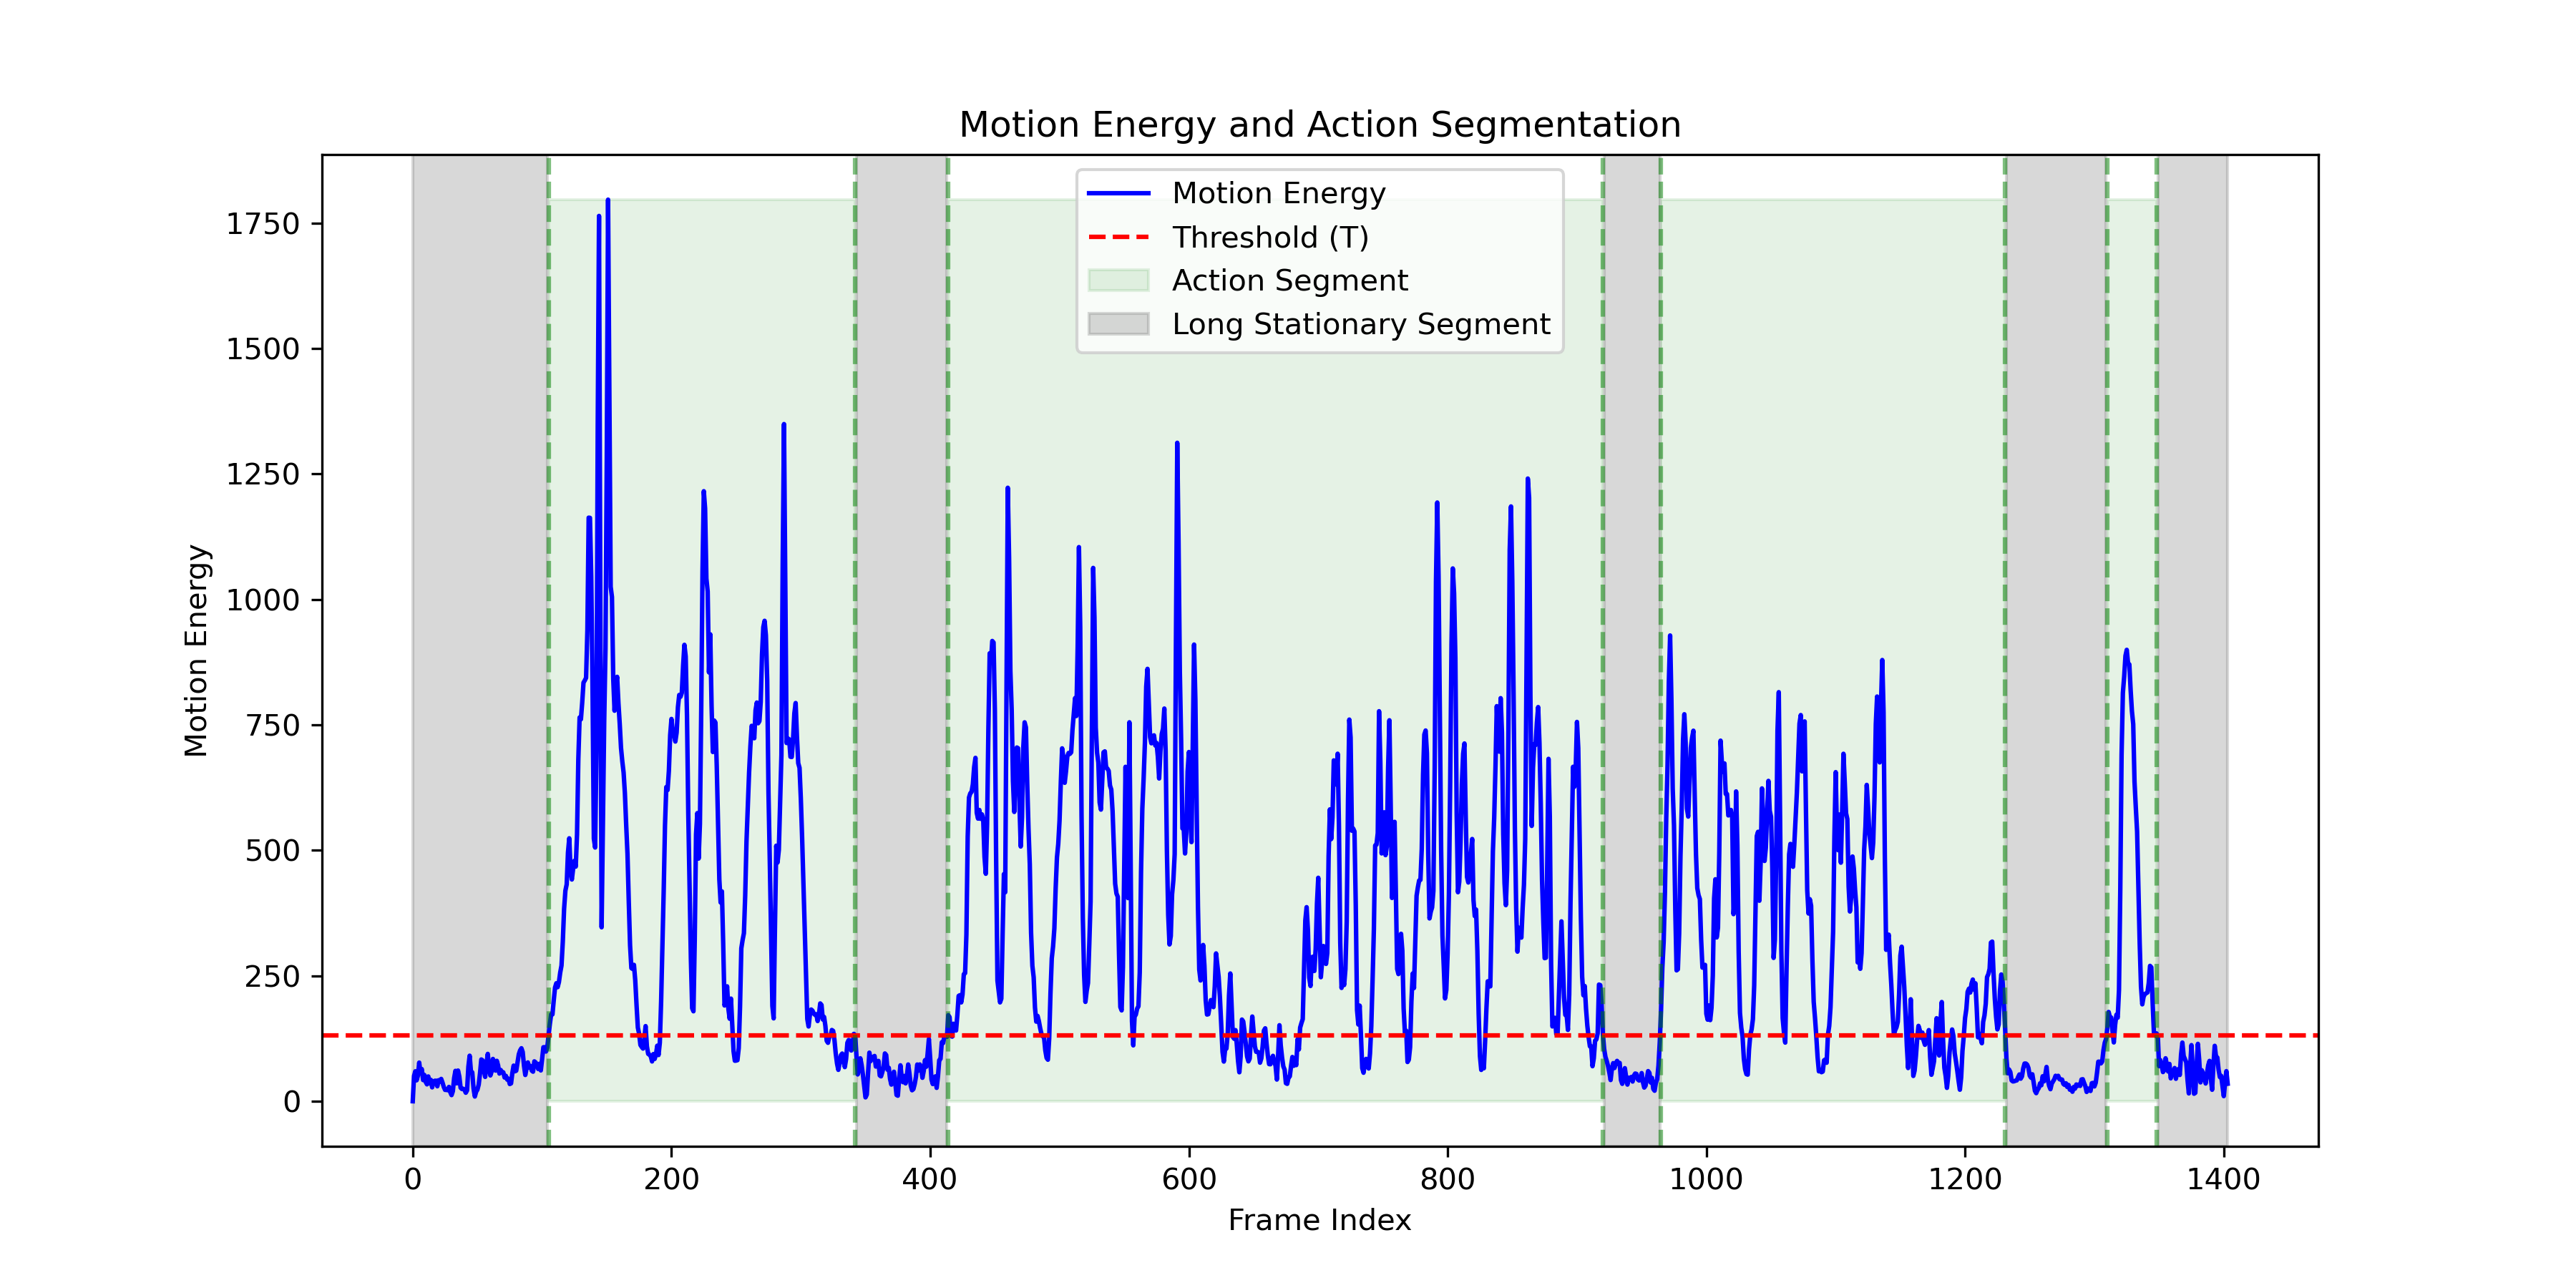 Motion Energy and Action Segmentation
Motion Energy
Threshold (T)
Action Segment
Long Stationary Segment
Motion Energy
1750
1500
1250
1000
750
500
250
0
0 200 400 600 800 1000 1200 1400
Frame Index